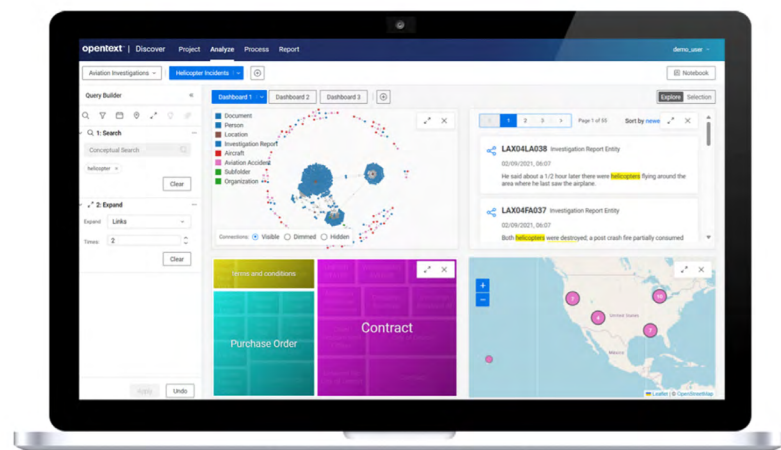 opentext | Discover Project Analyze Process Report demo_user
Aviation Investigations Helicopter Incidents Notebook
Query Builder «
Dashboard 1 Dashboard 2 Dashboard 3 Explore Selection
1: Search
Conceptual Search
helicopter ×
Clear
2: Expand
Expand Links
Times: 2
Clear
Undo
Document
Person
Location
Investigation Report
Aircraft
Aviation Accident
Subfolder
Organization
Connections: Visible Dimmed Hidden
1 2 3 Page 1 of 55 Sort by newe
LAX04LA038 Investigation Report Entity
02/09/2021, 06:07
He said about a 1/2 hour later there were helicopters flying around the
area where he last saw the airplane.
LAX04FA037 Investigation Report Entity
02/09/2021, 06:07
Both helicopters were destroyed, a post crash fire partially consumed
Terms and conditions
Purchase Order
Contract
+
−
United States
Mexico
Leaflet | © OpenStreetMap